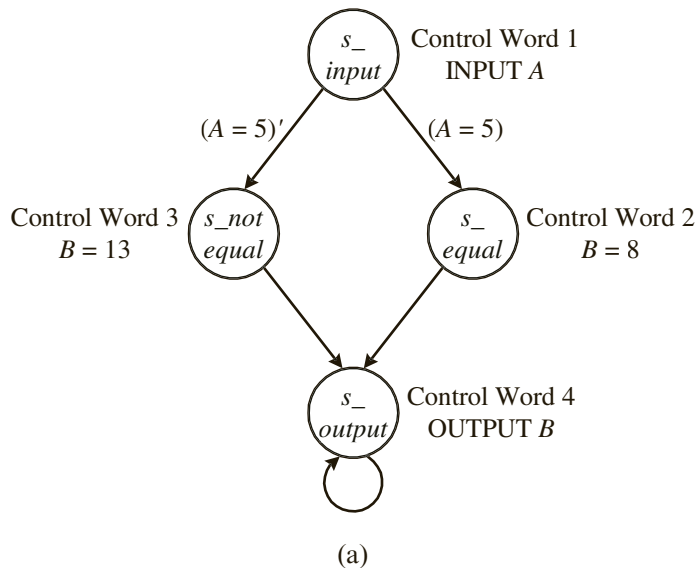 s_
input
Control Word 1
INPUT A
(A = 5)'
(A = 5)
Control Word 3
B = 13
s_not
equal
s_
equal
Control Word 2
B = 8
s_
output
Control Word 4
OUTPUT B
(a)